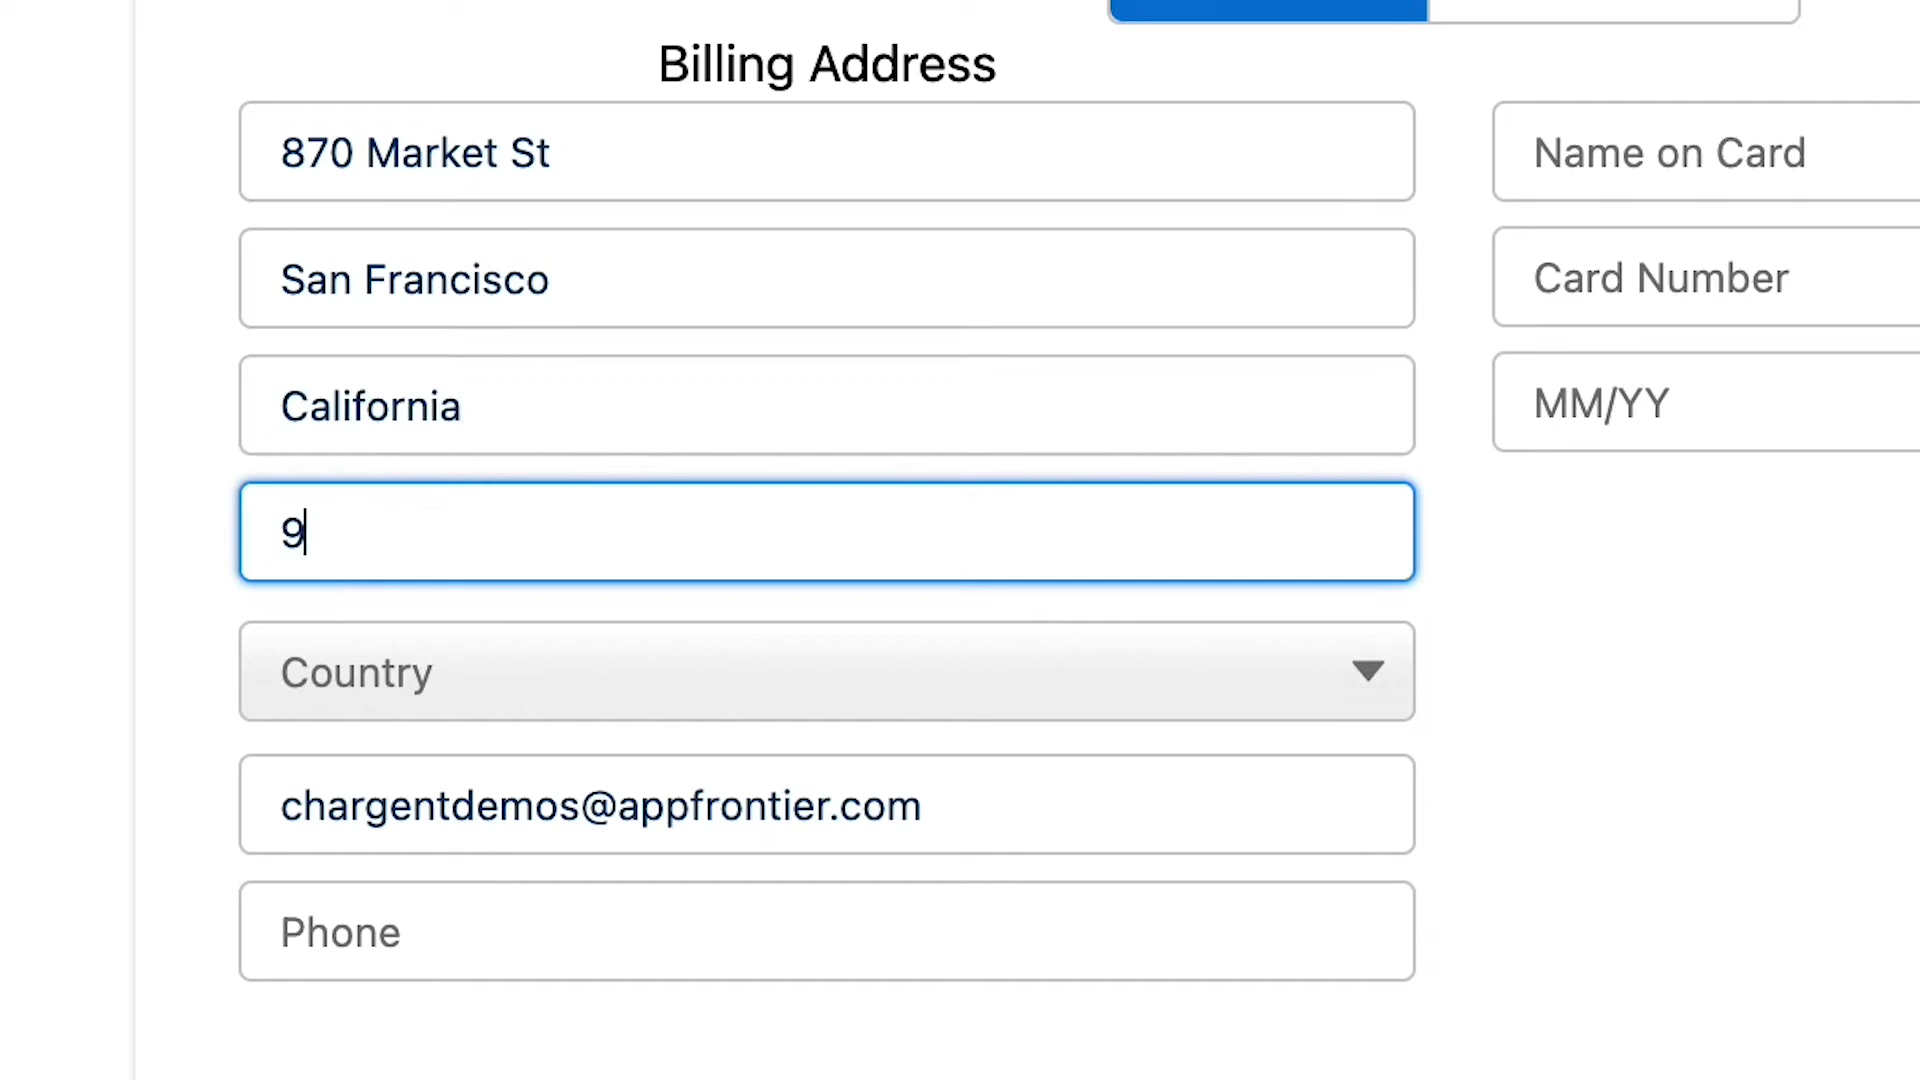 Billing Address
870 Market St
San Francisco
California
9
Country
chargentdemos@appfrontier.com
Phone
Name on Card
Card Number
MM/YY